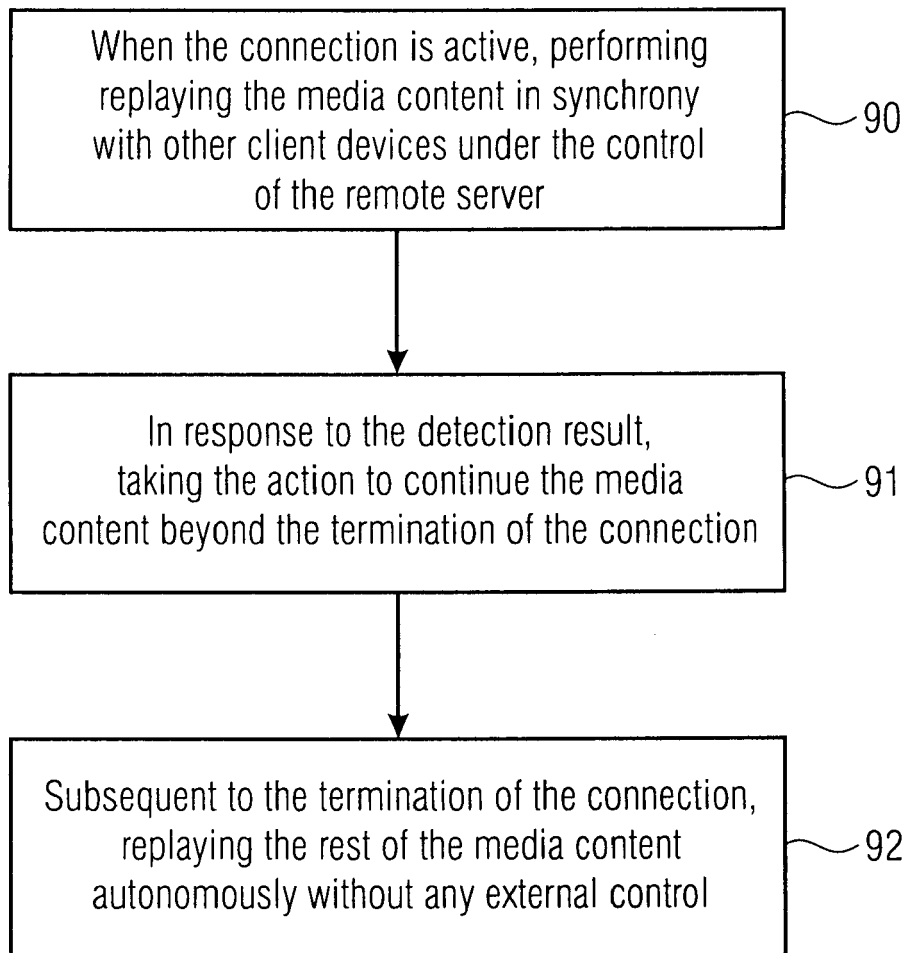 When the connection is active, performing
replaying the media content in synchrony
with other client devices under the control
of the remote server
90
In response to the detection result,
taking the action to continue the media
content beyond the termination of the connection
91
Subsequent to the termination of the connection,
replaying the rest of the media content
autonomously without any external control
92